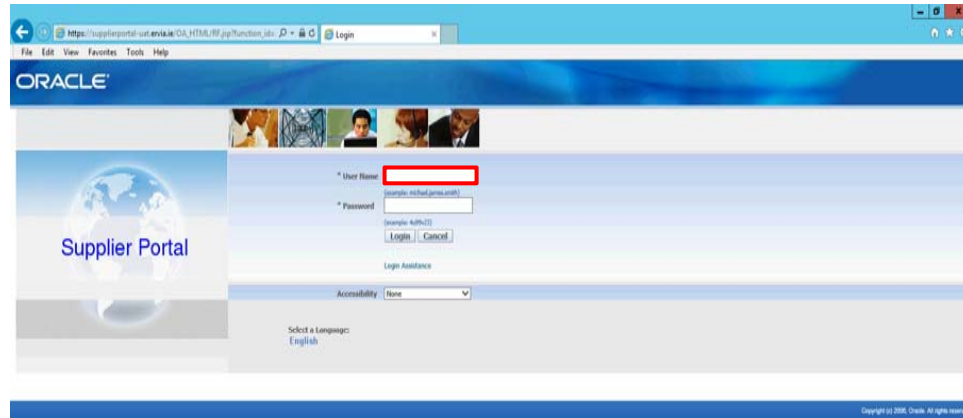 https://supplierportal-uat.ervia.ie/OA_HTML/RF.jsp?function_id=
Login
File Edit View Favorites Tools Help
ORACLE
* User Name
(example: michael.james.smith)
* Password
(example: 4u99v23)
Login Cancel
Supplier Portal
Login Assistance
Accessibility None
Select a Language:
English
Copyright (c) 2006, Oracle. All rights